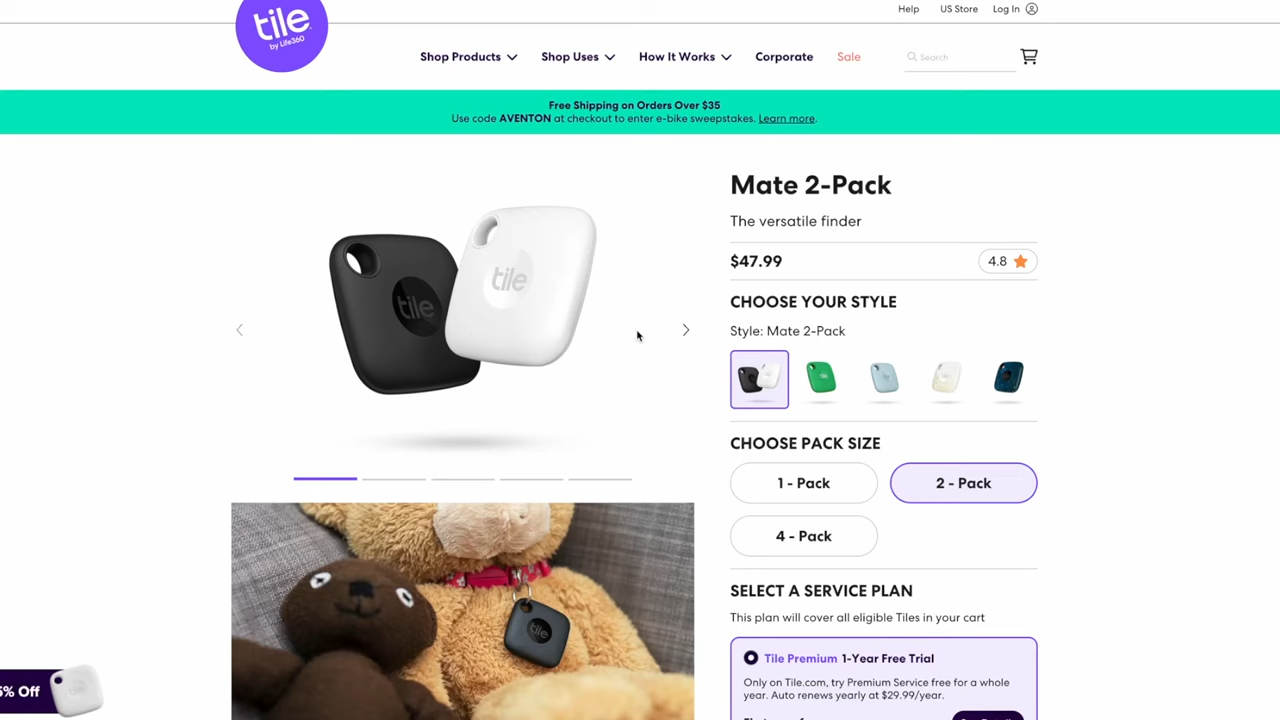 tile
by Life360
Help
US Store
Log In
Shop Products
Shop Uses
How It Works
Corporate
Sale
Search
Free Shipping on Orders Over $35
Use code AVENTON at checkout to enter e-bike sweepstakes. Learn more.
tile
tile
Mate 2-Pack
The versatile finder
$47.99
4.8
CHOOSE YOUR STYLE
Style: Mate 2-Pack
CHOOSE PACK SIZE
1 - Pack
2 - Pack
4 - Pack
SELECT A SERVICE PLAN
This plan will cover all eligible Tiles in your cart
Tile Premium 1-Year Free Trial
Only on Tile.com, try Premium Service free for a whole
year. Auto renews yearly at $29.99/year.
tile
5% Off